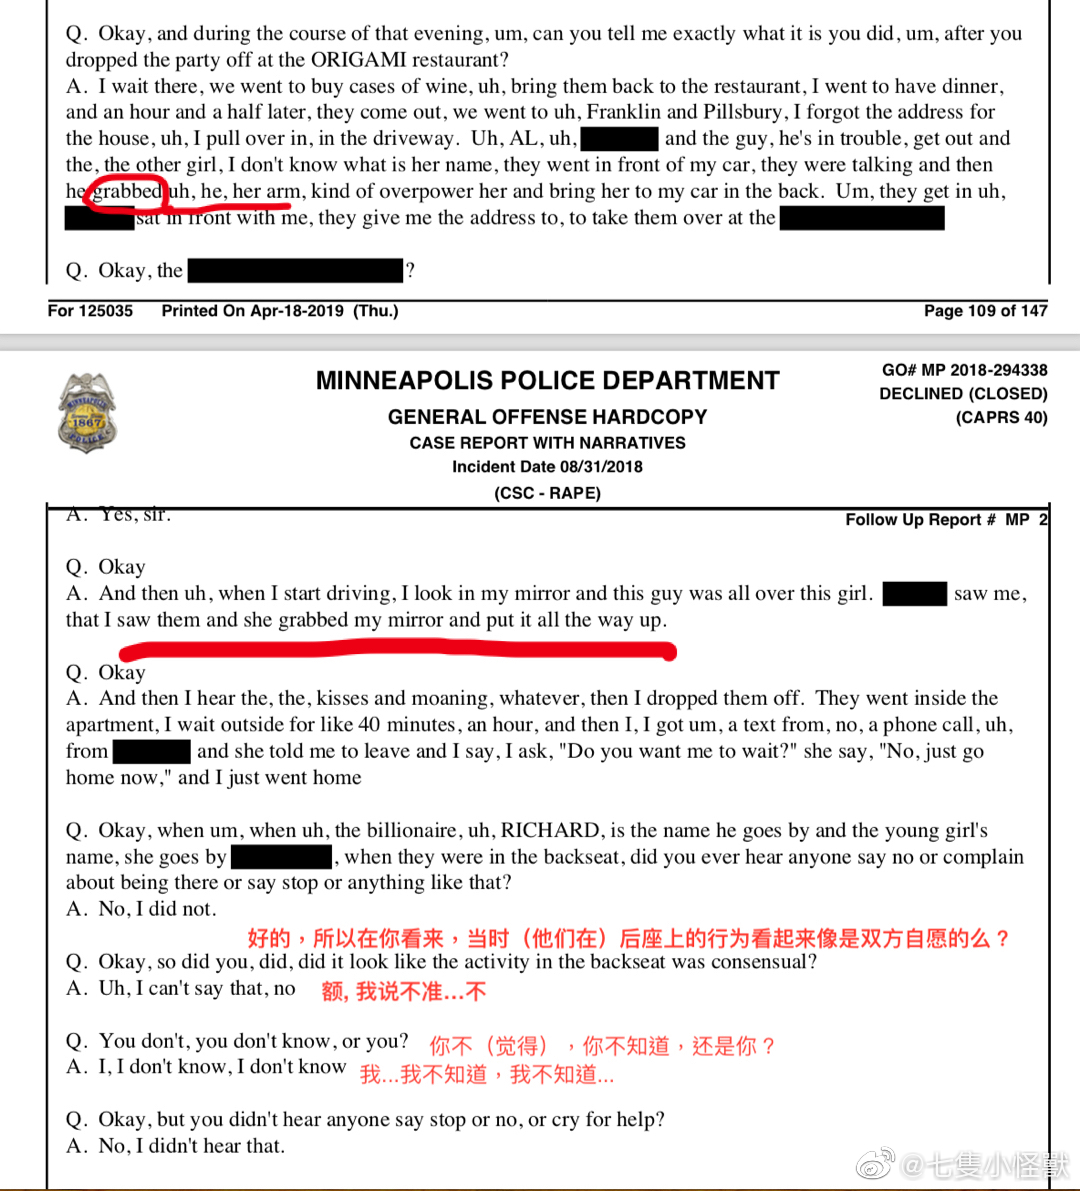 Q. Okay, and during the course of that evening, um, can you tell me exactly what it is you did, um, after you
dropped the party off at the ORIGAMI restaurant?
A. I wait there, we went to buy cases of wine, uh, bring them back to the restaurant, I went to have dinner,
and an hour and a half later, they come out, we went to uh, Franklin and Pillsbury, I forgot the address for
the house, uh, I pull over in, in the driveway. Uh, AL, uh, and the guy, he's in trouble, get out and
the, the other girl, I don't know what is her name, they went in front of my car, they were talking and then
he grabbed uh, he, her arm, kind of overpower her and bring her to my car in the back. Um, they get in uh,
sat in front with me, they give me the address to, to take them over at the
Q. Okay, the ?
For 125035 Printed On Apr-18-2019 (Thu.) Page 109 of 147
MINNEAPOLIS 1867 POLICE
MINNEAPOLIS POLICE DEPARTMENT
GENERAL OFFENSE HARDCOPY
CASE REPORT WITH NARRATIVES
Incident Date 08/31/2018
(CSC - RAPE)
GO# MP 2018-294338
DECLINED (CLOSED)
(CAPRS 40)
A. Yes, sir.
Follow Up Report # MP 2
Q. Okay
A. And then uh, when I start driving, I look in my mirror and this guy was all over this girl. saw me,
that I saw them and she grabbed my mirror and put it all the way up.
Q. Okay
A. And then I hear the, the, kisses and moaning, whatever, then I dropped them off. They went inside the
apartment, I wait outside for like 40 minutes, an hour, and then I, I got um, a text from, no, a phone call, uh,
from and she told me to leave and I say, I ask, "Do you want me to wait?" she say, "No, just go
home now," and I just went home
Q. Okay, when um, when uh, the billionaire, uh, RICHARD, is the name he goes by and the young girl's
name, she goes by , when they were in the backseat, did you ever hear anyone say no or complain
about being there or say stop or anything like that?
A. No, I did not.
好的，所以在你看来，当时（他们在）后座上的行为看起来像是双方自愿的么？
Q. Okay, so did you, did, did it look like the activity in the backseat was consensual?
A. Uh, I can't say that, no 额, 我说不准...不
Q. You don't, you don't know, or you? 你不（觉得），你不知道，还是你？
A. I, I don't know, I don't know 我...我不知道，我不知道...
Q. Okay, but you didn't hear anyone say stop or no, or cry for help?
A. No, I didn't hear that.
@七隻小怪獸